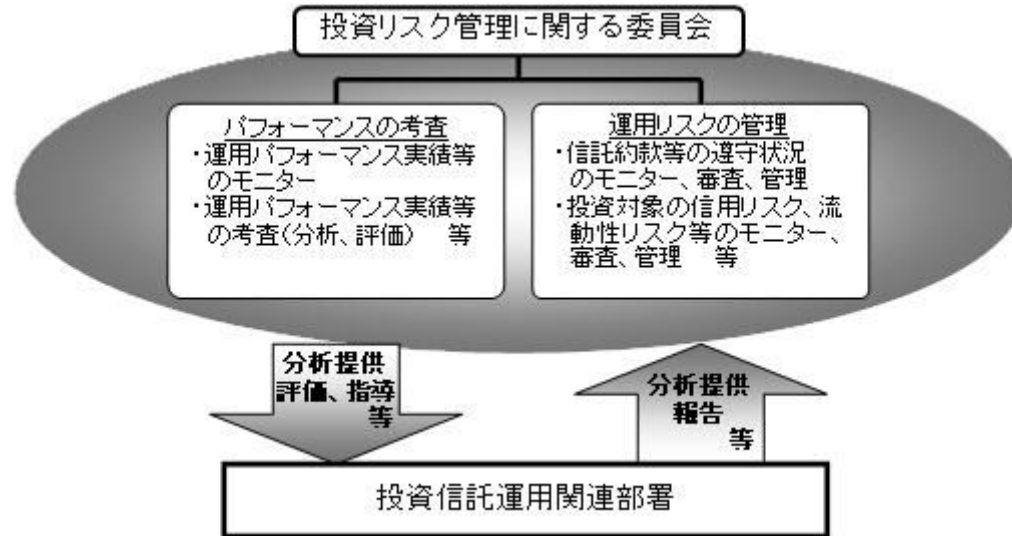 投資リスク管理に関する委員会
パフォーマンスの考査
・運用パフォーマンス実績等
のモニター
・運用パフォーマンス実績等
の考査(分析、評価) 等
運用リスクの管理
・信託約款等の遵守状況
のモニター、審査、管理
・投資対象の信用リスク、流
動性リスク等のモニター、
審査、管理 等
分析提供
評価、指導
等
分析提供
報告
等
投資信託運用関連部署